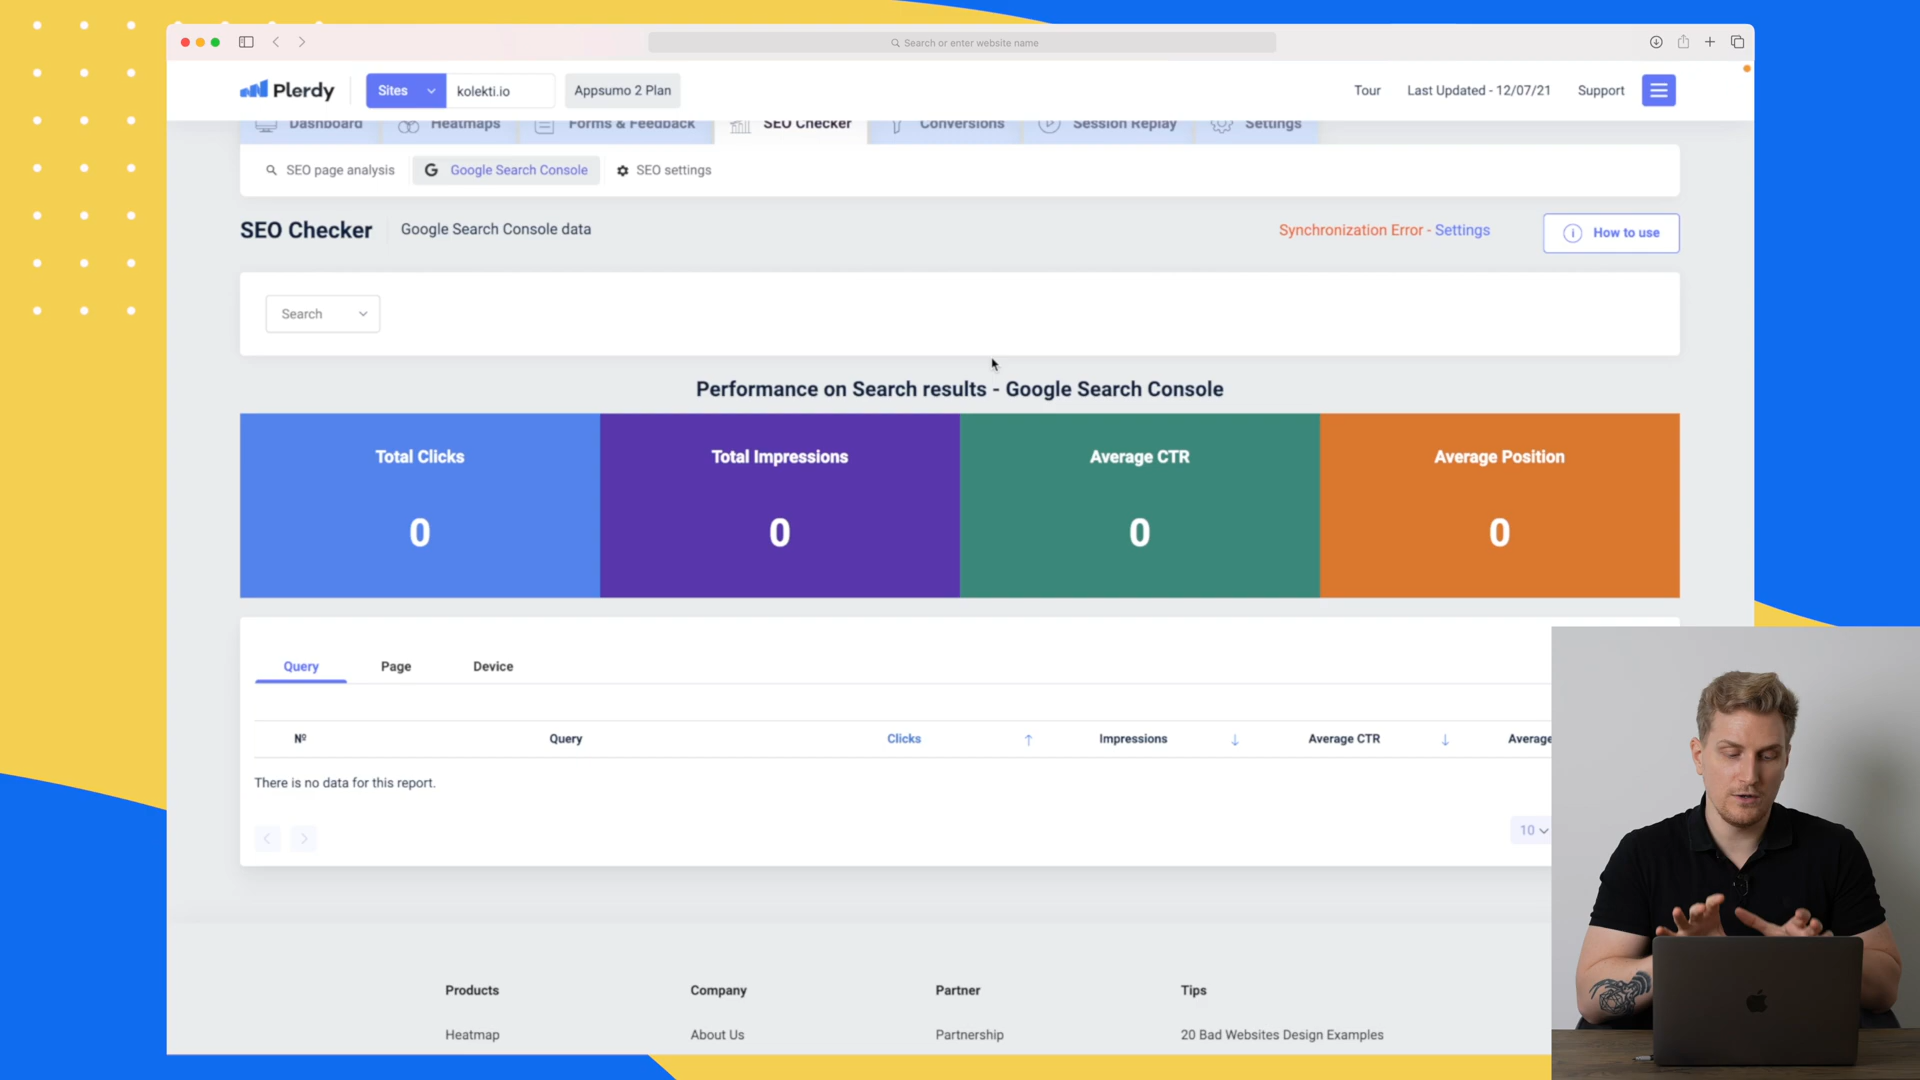 Search or enter website name
Plerdy
Sites
kolekti.io
Appsumo 2 Plan
Tour
Last Updated - 12/07/21
Support
Dashboard
Heatmaps
Forms & Feedback
SEO Checker
Conversions
Session Replay
Settings
SEO page analysis
G Google Search Console
SEO settings
SEO Checker
Google Search Console data
Synchronization Error - Settings
How to use
Search
Performance on Search results - Google Search Console
Total Clicks
0
Total Impressions
0
Average CTR
0
Average Position
0
Query
Page
Device
Nº
Query
Clicks
Impressions
Average CTR
Average
There is no data for this report.
10
Products
Company
Partner
Tips
Heatmap
About Us
Partnership
20 Bad Websites Design Examples